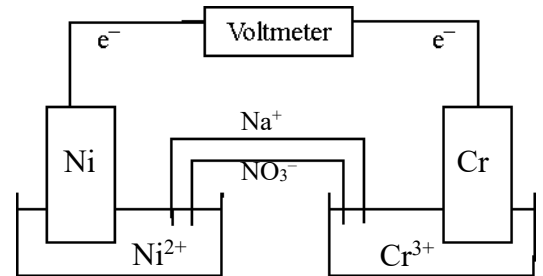 Voltmeter
e⁻ e⁻
Na⁺
Ni Cr
NO₃⁻
Ni²⁺ Cr³⁺